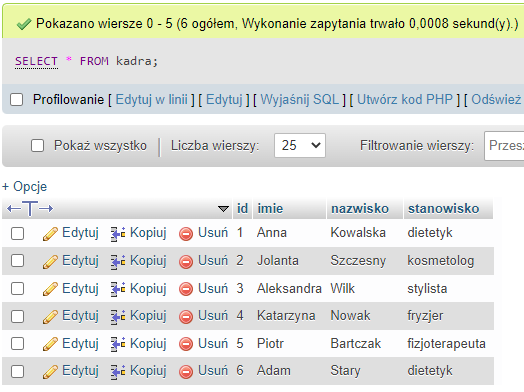 Pokazano wiersze 0 - 5 (6 ogółem, Wykonanie zapytania trwało 0,0008 sekund(y).)
SELECT * FROM kadra;
Profilowanie [ Edytuj w linii ] [ Edytuj ] [ Wyjaśnij SQL ] [ Utwórz kod PHP ] [ Odśwież
Pokaż wszystko Liczba wierszy: 25 Filtrowanie wierszy: Przesz
+ Opcje
id imie nazwisko stanowisko
Edytuj Kopiuj Usuń 1 Anna Kowalska dietetyk
Edytuj Kopiuj Usuń 2 Jolanta Szczesny kosmetolog
Edytuj Kopiuj Usuń 3 Aleksandra Wilk stylista
Edytuj Kopiuj Usuń 4 Katarzyna Nowak fryzjer
Edytuj Kopiuj Usuń 5 Piotr Bartczak fizjoterapeuta
Edytuj Kopiuj Usuń 6 Adam Stary dietetyk